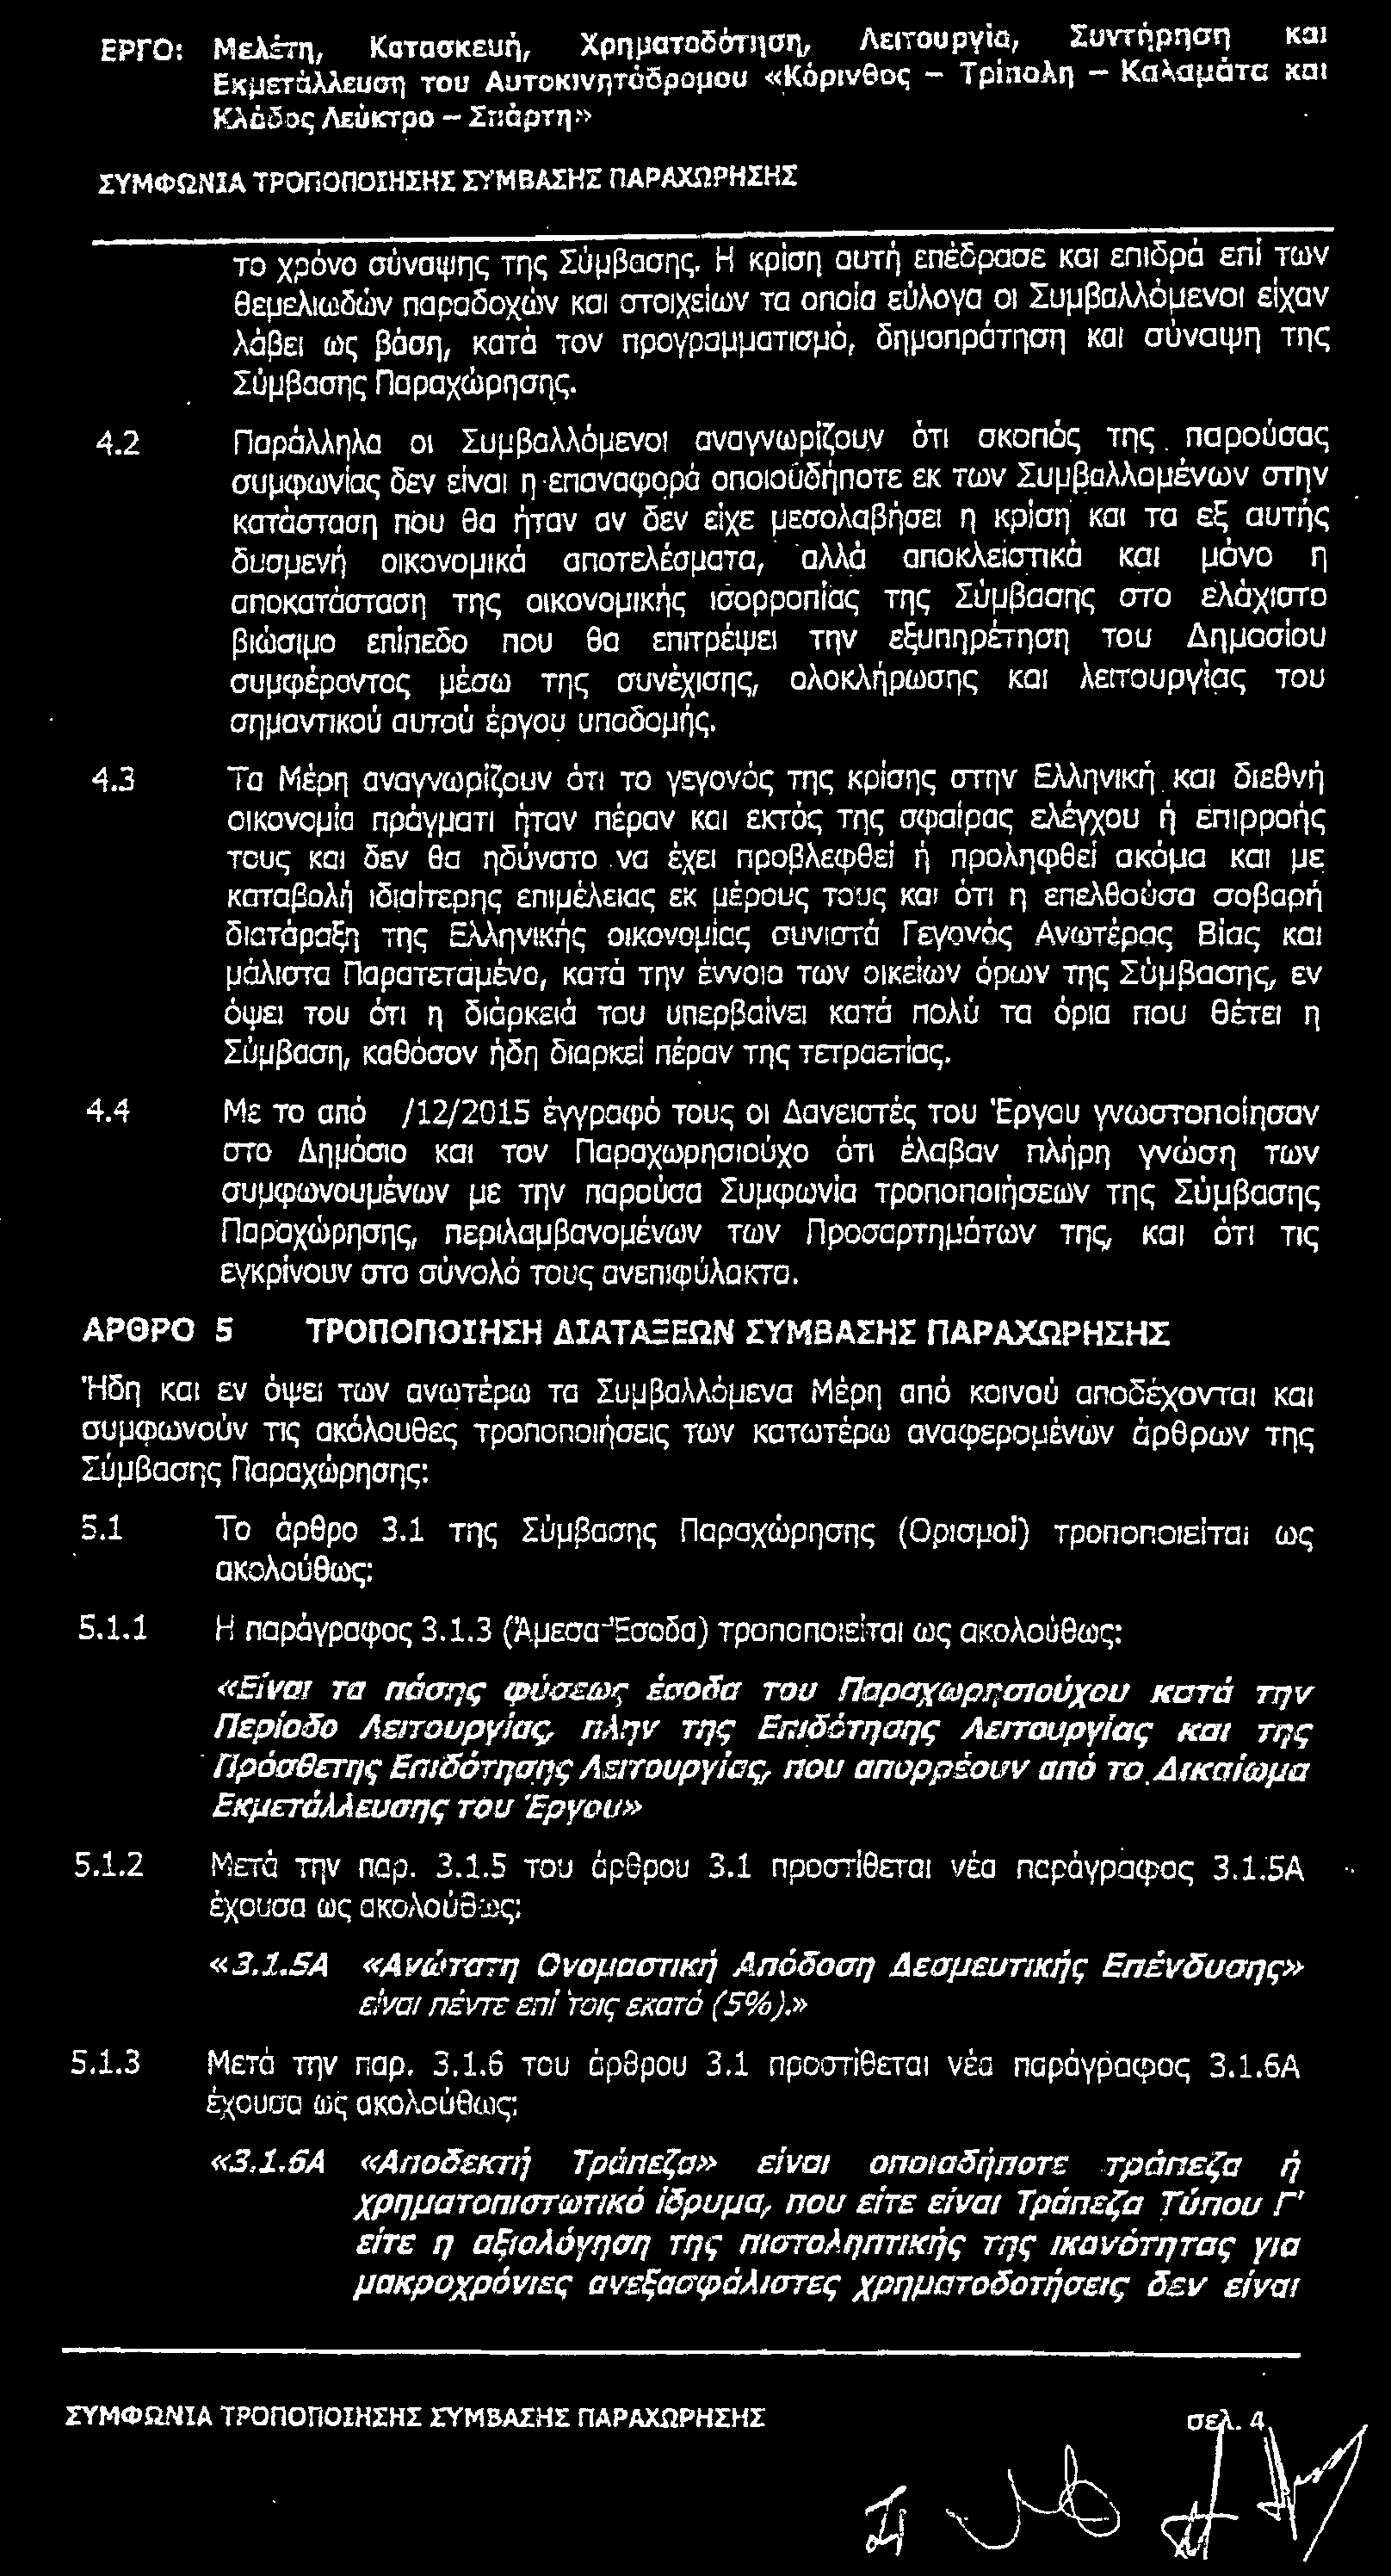 ΕΡΓΟ: Μελέτη, Κατασκευή, Χρηματοδότηση, Λειτουργία, Συντήρηση και
Εκμετάλλευση του Αυτοκινητόδρομου «Κόρινθος – Τρίπολη – Καλαμάτα και
Κλάδος Λεύκτρο – Σπάρτη»
ΣΥΜΦΩΝΙΑ ΤΡΟΠΟΠΟΙΗΣΗΣ ΣΥΜΒΑΣΗΣ ΠΑΡΑΧΩΡΗΣΗΣ
το χρόνο σύναψης της Σύμβασης. Η κρίση αυτή επέδρασε και επιδρά επί των
θεμελιωδών παραδοχών και στοιχείων τα οποία εύλογα οι Συμβαλλόμενοι είχαν
λάβει ως βάση, κατά τον προγραμματισμό, δημοπράτηση και σύναψη της
Σύμβασης Παραχώρησης.
4.2 Παράλληλα οι Συμβαλλόμενοι αναγνωρίζουν ότι σκοπός της παρούσας
συμφωνίας δεν είναι η επαναφορά οποιουδήποτε εκ των Συμβαλλομένων στην
κατάσταση που θα ήταν αν δεν είχε μεσολαβήσει η κρίση και τα εξ αυτής
δυσμενή οικονομικά αποτελέσματα, αλλά αποκλειστικά και μόνο η
αποκατάσταση της οικονομικής ισορροπίας της Σύμβασης στο ελάχιστο
βιώσιμο επίπεδο που θα επιτρέψει την εξυπηρέτηση του Δημοσίου
συμφέροντος μέσω της συνέχισης, ολοκλήρωσης και λειτουργίας του
σημαντικού αυτού έργου υποδομής.
4.3 Τα Μέρη αναγνωρίζουν ότι το γεγονός της κρίσης στην Ελληνική και διεθνή
οικονομία πράγματι ήταν πέραν και εκτός της σφαίρας ελέγχου ή επιρροής
τους και δεν θα ηδύνατο να έχει προβλεφθεί ή προληφθεί ακόμα και με
καταβολή ιδιαίτερης επιμέλειας εκ μέρους τους και ότι η επελθούσα σοβαρή
διατάραξη της Ελληνικής οικονομίας συνιστά Γεγονός Ανωτέρας Βίας και
μάλιστα Παρατεταμένο, κατά την έννοια των οικείων όρων της Σύμβασης, εν
όψει του ότι η διάρκειά του υπερβαίνει κατά πολύ τα όρια που θέτει η
Σύμβαση, καθόσον ήδη διαρκεί πέραν της τετραετίας.
4.4 Με το από /12/2015 έγγραφό τους οι Δανειστές του Έργου γνωστοποίησαν
στο Δημόσιο και τον Παραχωρησιούχο ότι έλαβαν πλήρη γνώση των
συμφωνουμένων με την παρούσα Συμφωνία τροποποιήσεων της Σύμβασης
Παραχώρησης, περιλαμβανομένων των Προσαρτημάτων της, και ότι τις
εγκρίνουν στο σύνολό τους ανεπιφύλακτα.
ΑΡΘΡΟ 5 ΤΡΟΠΟΠΟΙΗΣΗ ΔΙΑΤΑΞΕΩΝ ΣΥΜΒΑΣΗΣ ΠΑΡΑΧΩΡΗΣΗΣ
Ήδη και εν όψει των ανωτέρω τα Συμβαλλόμενα Μέρη από κοινού αποδέχονται και
συμφωνούν τις ακόλουθες τροποποιήσεις των κατωτέρω αναφερομένων άρθρων της
Σύμβασης Παραχώρησης:
5.1 Το άρθρο 3.1 της Σύμβασης Παραχώρησης (Ορισμοί) τροποποιείται ως
ακολούθως:
5.1.1 Η παράγραφος 3.1.3 (Άμεσα Έσοδα) τροποποιείται ως ακολούθως:
«Είναι τα πάσης φύσεως έσοδα του Παραχωρησιούχου κατά την
Περίοδο Λειτουργίας, πλην της Επιδότησης Λειτουργίας και της
Πρόσθετης Επιδότησης Λειτουργίας, που απορρέουν από το Δικαίωμα
Εκμετάλλευσης του Έργου»
5.1.2 Μετά την παρ. 3.1.5 του άρθρου 3.1 προστίθεται νέα παράγραφος 3.1.5Α
έχουσα ως ακολούθως:
«3.1.5Α «Ανώτατη Ονομαστική Απόδοση Δεσμευτικής Επένδυσης»
είναι πέντε επί τοις εκατό (5%).»
5.1.3 Μετά την παρ. 3.1.6 του άρθρου 3.1 προστίθεται νέα παράγραφος 3.1.6Α
έχουσα ως ακολούθως:
«3.1.6Α «Αποδεκτή Τράπεζα» είναι οποιαδήποτε τράπεζα ή
χρηματοπιστωτικό ίδρυμα, που είτε είναι Τράπεζα Τύπου Γ'
είτε η αξιολόγηση της πιστοληπτικής της ικανότητας για
μακροχρόνιες ανεξασφάλιστες χρηματοδοτήσεις δεν είναι
ΣΥΜΦΩΝΙΑ ΤΡΟΠΟΠΟΙΗΣΗΣ ΣΥΜΒΑΣΗΣ ΠΑΡΑΧΩΡΗΣΗΣ σελ. 4